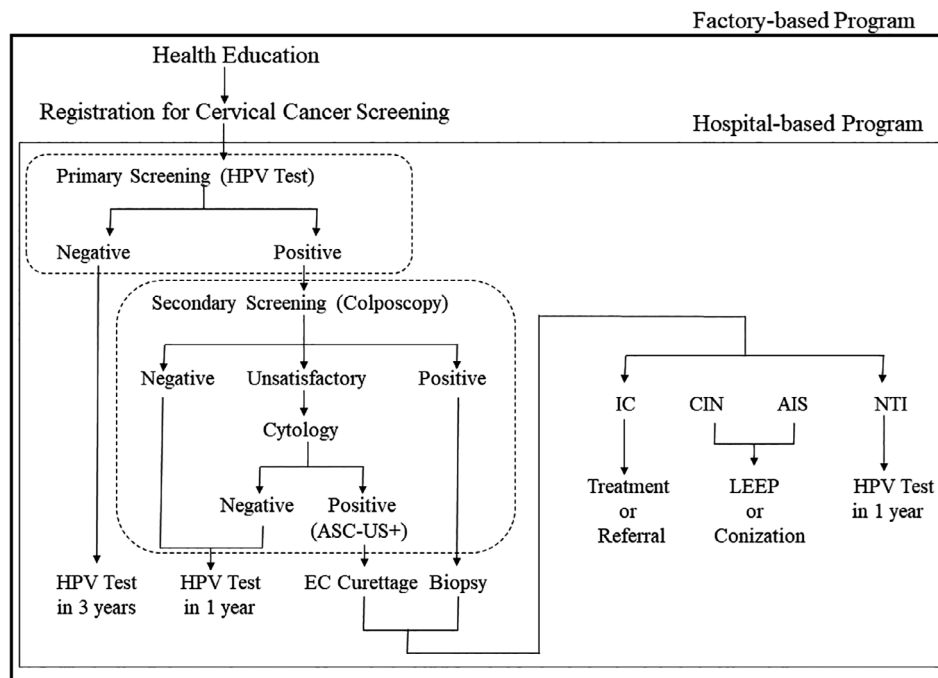 Factory-based Program
Health Education
Registration for Cervical Cancer Screening
Hospital-based Program
Primary Screening (HPV Test)
Negative
Positive
Secondary Screening (Colposcopy)
Negative
Unsatisfactory
Positive
Cytology
Negative
Positive
(ASC-US+)
HPV Test
in 3 years
HPV Test
in 1 year
EC Curettage
Biopsy
IC
CIN
AIS
NTI
Treatment
or
Referral
LEEP
or
Conization
HPV Test
in 1 year